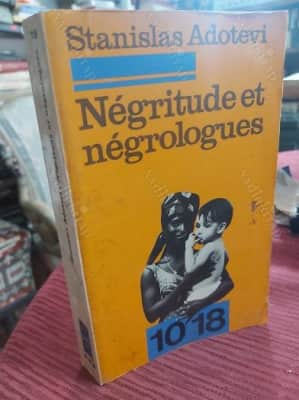 Stanislas Adotevi
Négritude et
négrologues
10 18